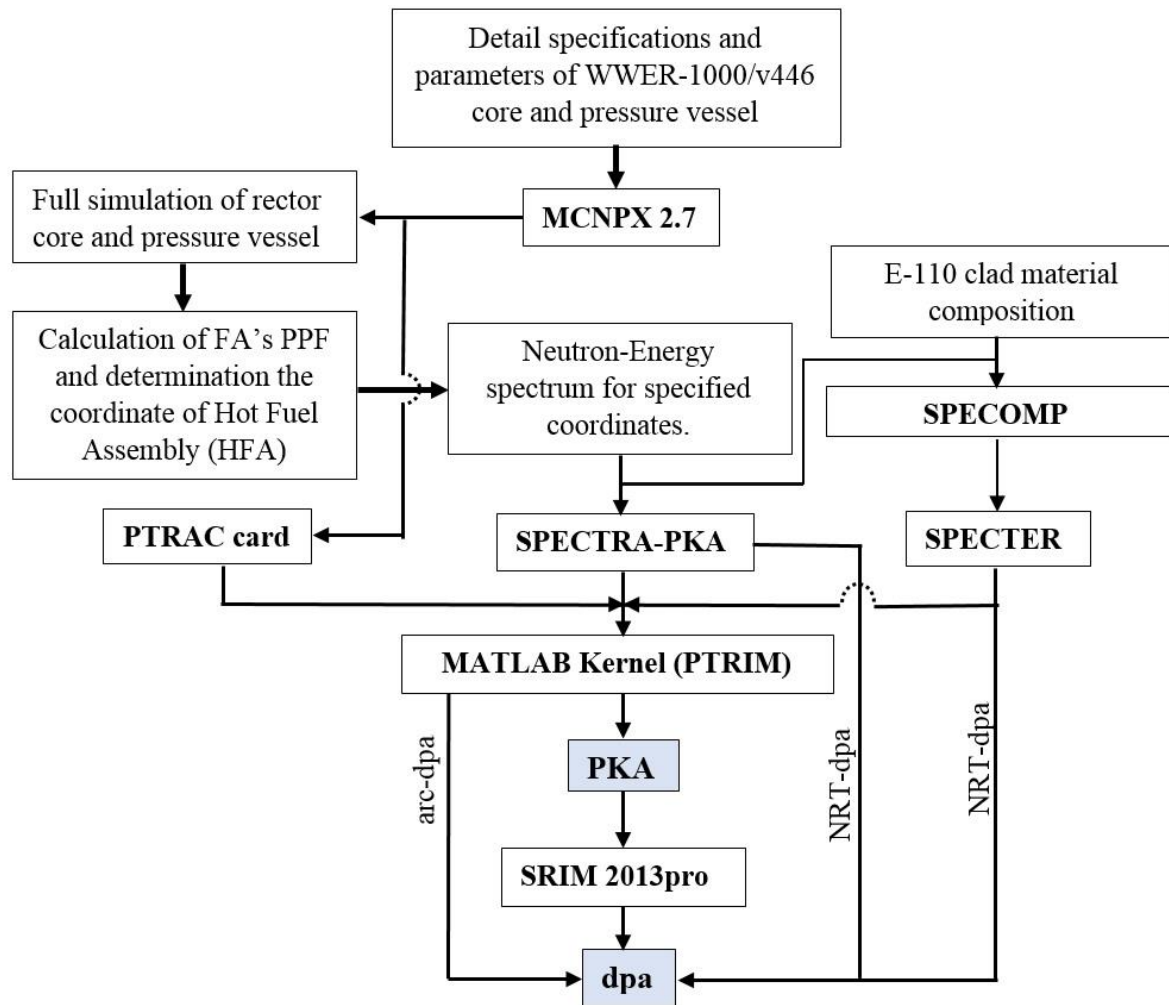 Detail specifications and
parameters of WWER-1000/v446
core and pressure vessel
Full simulation of rector
core and pressure vessel
MCNPX 2.7
E-110 clad material
composition
Calculation of FA's PPF
and determination the
coordinate of Hot Fuel
Assembly (HFA)
Neutron-Energy
spectrum for specified
coordinates.
SPECOMP
PTRAC card
SPECTRA-PKA
SPECTER
MATLAB Kernel (PTRIM)
arc-dpa
PKA
NRT-dpa
NRT-dpa
SRIM 2013pro
dpa